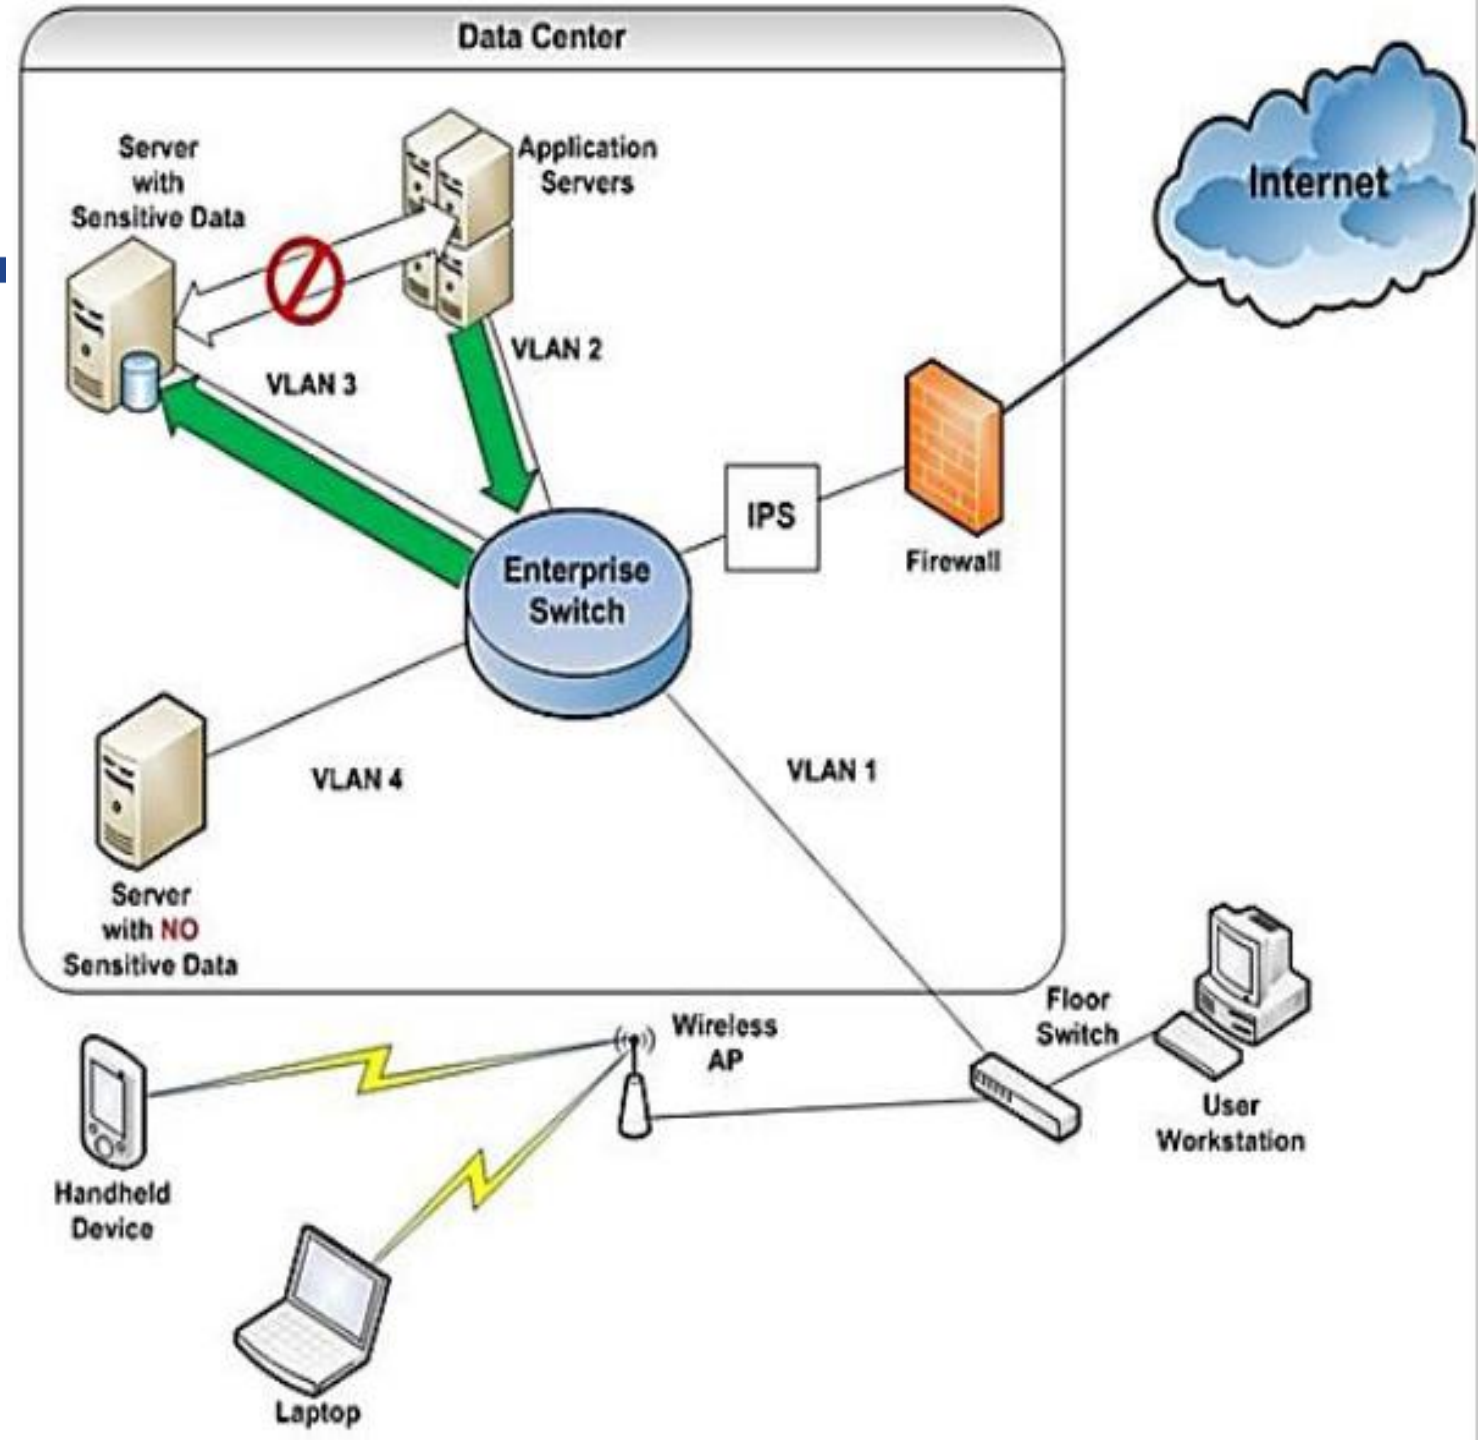 Data Center
Server
with
Sensitive Data
Application
Servers
Internet
VLAN 2
VLAN 3
IPS
Firewall
Enterprise
Switch
VLAN 4
VLAN 1
Server
with NO
Sensitive Data
Floor
Switch
Wireless
AP
User
Workstation
Handheld
Device
Laptop